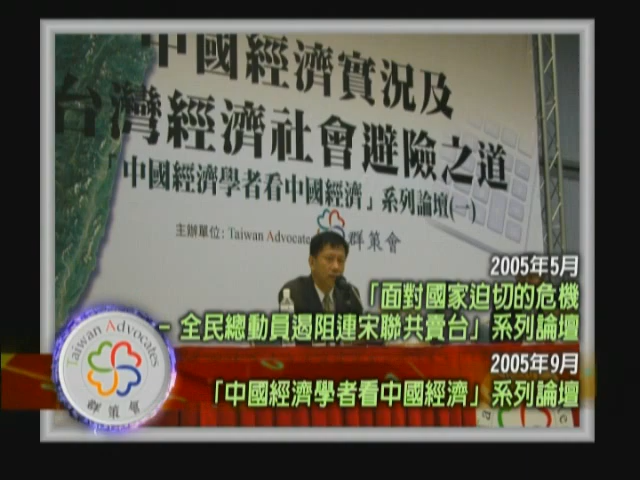 中國經濟實況及
台灣經濟社會避險之道
「中國經濟學者看中國經濟」系列論壇(一)
主辦單位: Taiwan Advocates 群策會
2005年5月
「面對國家迫切的危機
- 全民總動員遏阻連宋聯共賣台」系列論壇
2005年9月
「中國經濟學者看中國經濟」系列論壇
Taiwan Advocates
群策會